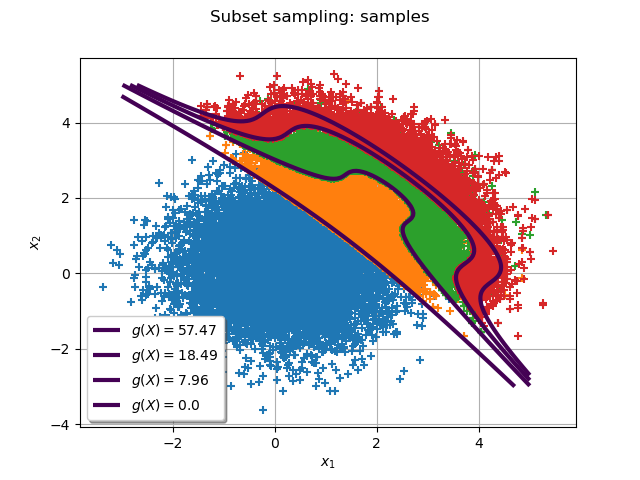 Subset sampling: samples
4
2
0
−2
−4
x2
g(X) = 57.47
g(X) = 18.49
g(X) = 7.96
g(X) = 0.0
−2
0
2
4
x1